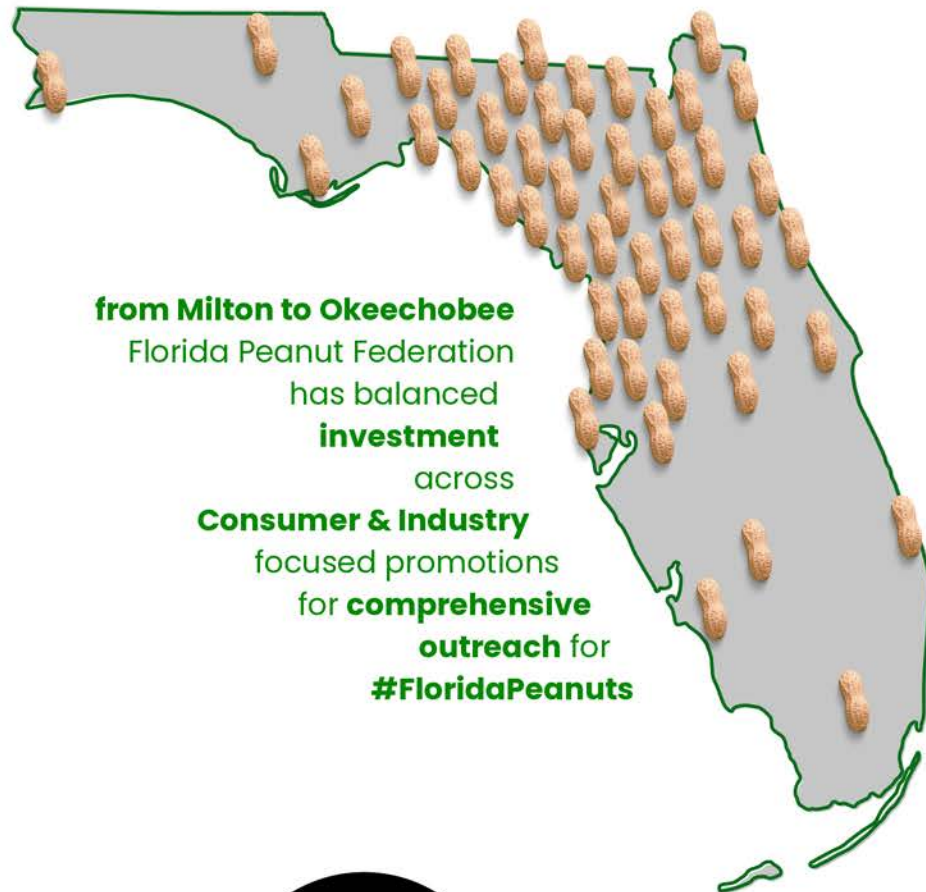 from Milton to Okeechobee
Florida Peanut Federation
has balanced
investment
across
Consumer & Industry
focused promotions
for comprehensive
outreach for
#FloridaPeanuts